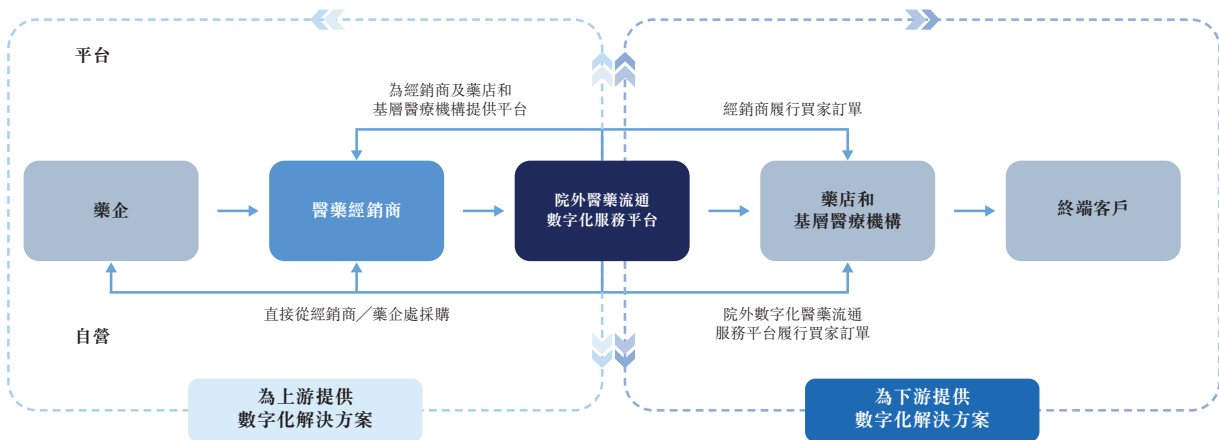 平台
為經銷商及藥店和
基層醫療機構提供平台
經銷商履行買家訂單
藥企
醫藥經銷商
院外醫藥流通
數字化服務平台
藥店和
基層醫療機構
終端客戶
直接從經銷商／藥企處採購
院外數字化醫藥流通
服務平台履行買家訂單
自營
為上游提供
數字化解決方案
為下游提供
數字化解決方案